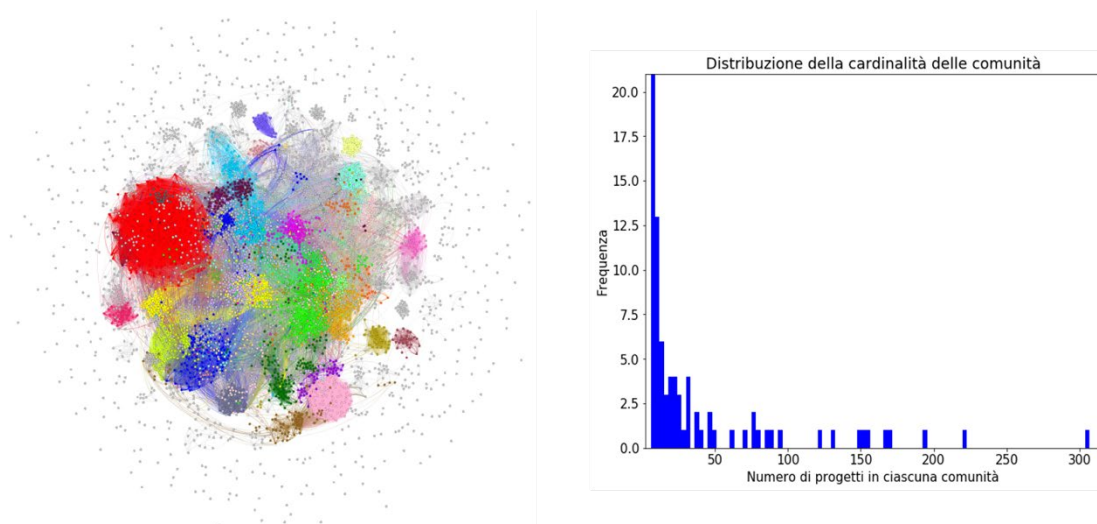 Distribuzione della cardinalità delle comunità
20.0
17.5
15.0
12.5
10.0
7.5
5.0
2.5
0.0
Frequenza
50 100 150 200 250 300
Numero di progetti in ciascuna comunità